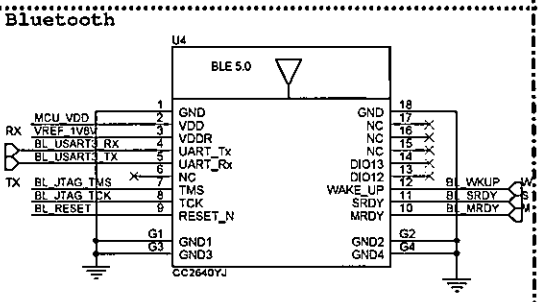 Bluetooth
U4
BLE 5.0
1 GND GND 18
MCU_VDD 2 VDD NC 17
RX VREF_1V8V 3 VDDR NC 16
BL_USART3_RX 4 UART_Tx NC 15
BL_USART3_TX 5 UART_Rx DIO13 14
6 NC DIO12 13
TX BL_JTAG_TMS 7 TMS WAKE_UP 12 BL_WKUP W
BL_JTAG_TCK 8 TCK SRDY 11 BL_SRDY S
BL_RESET 9 RESET_N MRDY 10 BL_MRDY M
G1 GND1 GND2 G2
G3 GND3 GND4 G4
CC2640YJ